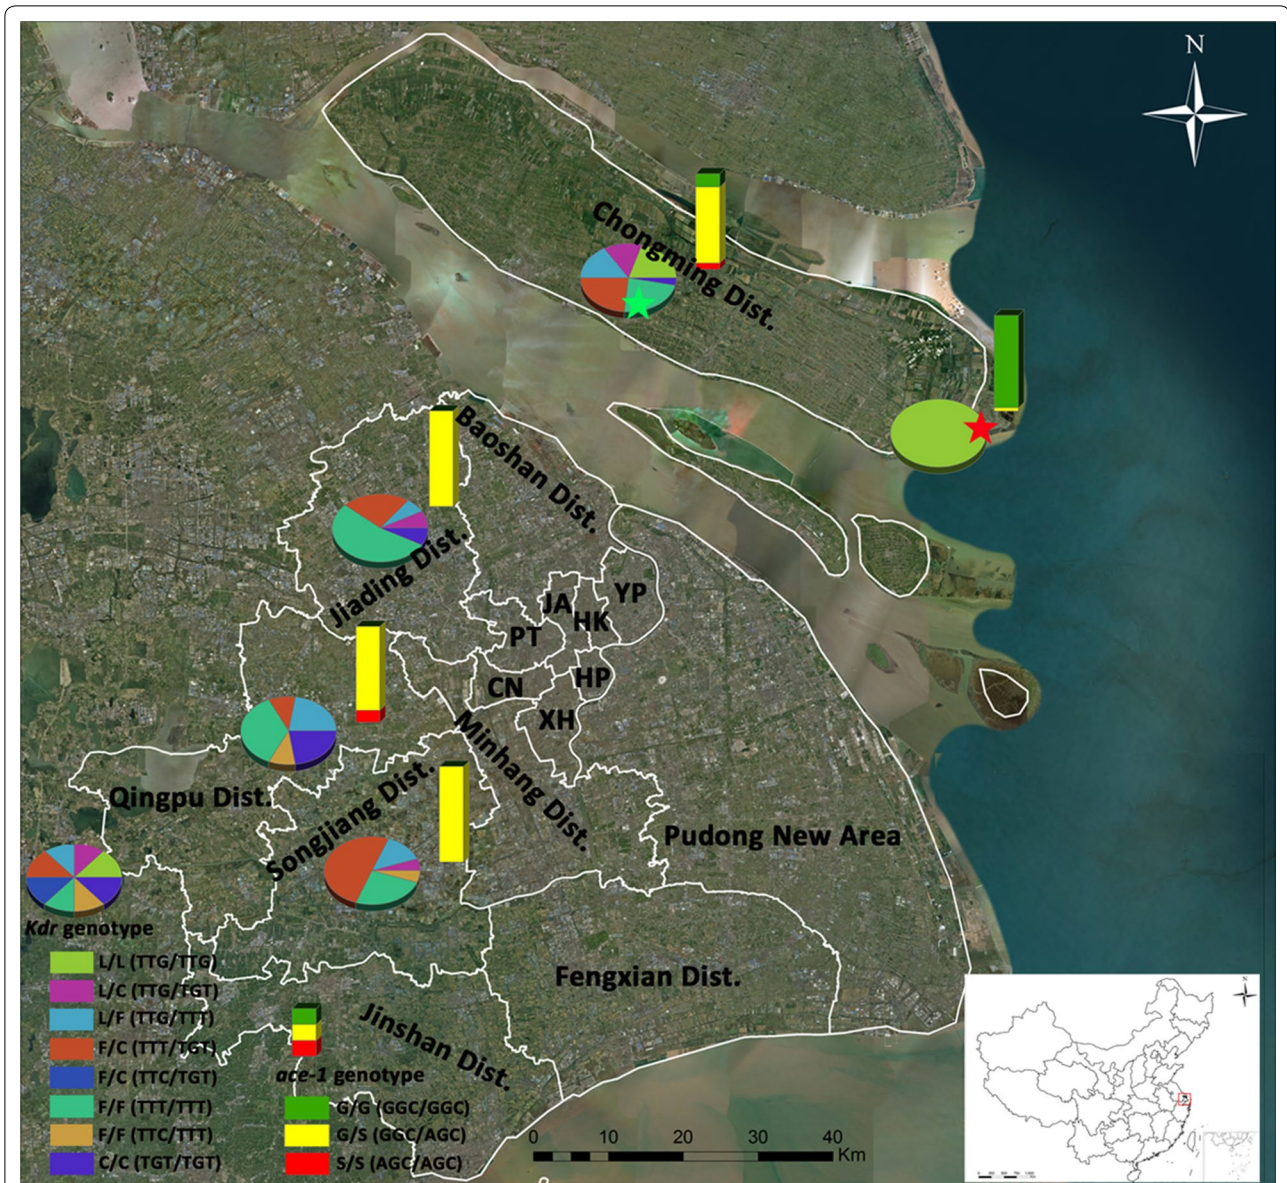 N
Chongming Dist.
Baoshan Dist.
Jiading Dist.
YP
JA
HK
PT
HP
CN
XH
Minhang Dist.
Qingpu Dist.
Songjiang Dist.
Pudong New Area
Kdr genotype
L/L (TTG/TTG)
L/C (TTG/TGT)
L/F (TTG/TTT)
F/C (TTT/TGT)
F/C (TTC/TGT)
F/F (TTT/TTT)
F/F (TTC/TTT)
C/C (TGT/TGT)
Fengxian Dist.
Jinshan Dist.
ace-1 genotype
G/G (GGC/GGC)
G/S (GGC/AGC)
S/S (AGC/AGC)
0 10 20 30 40
Km
N